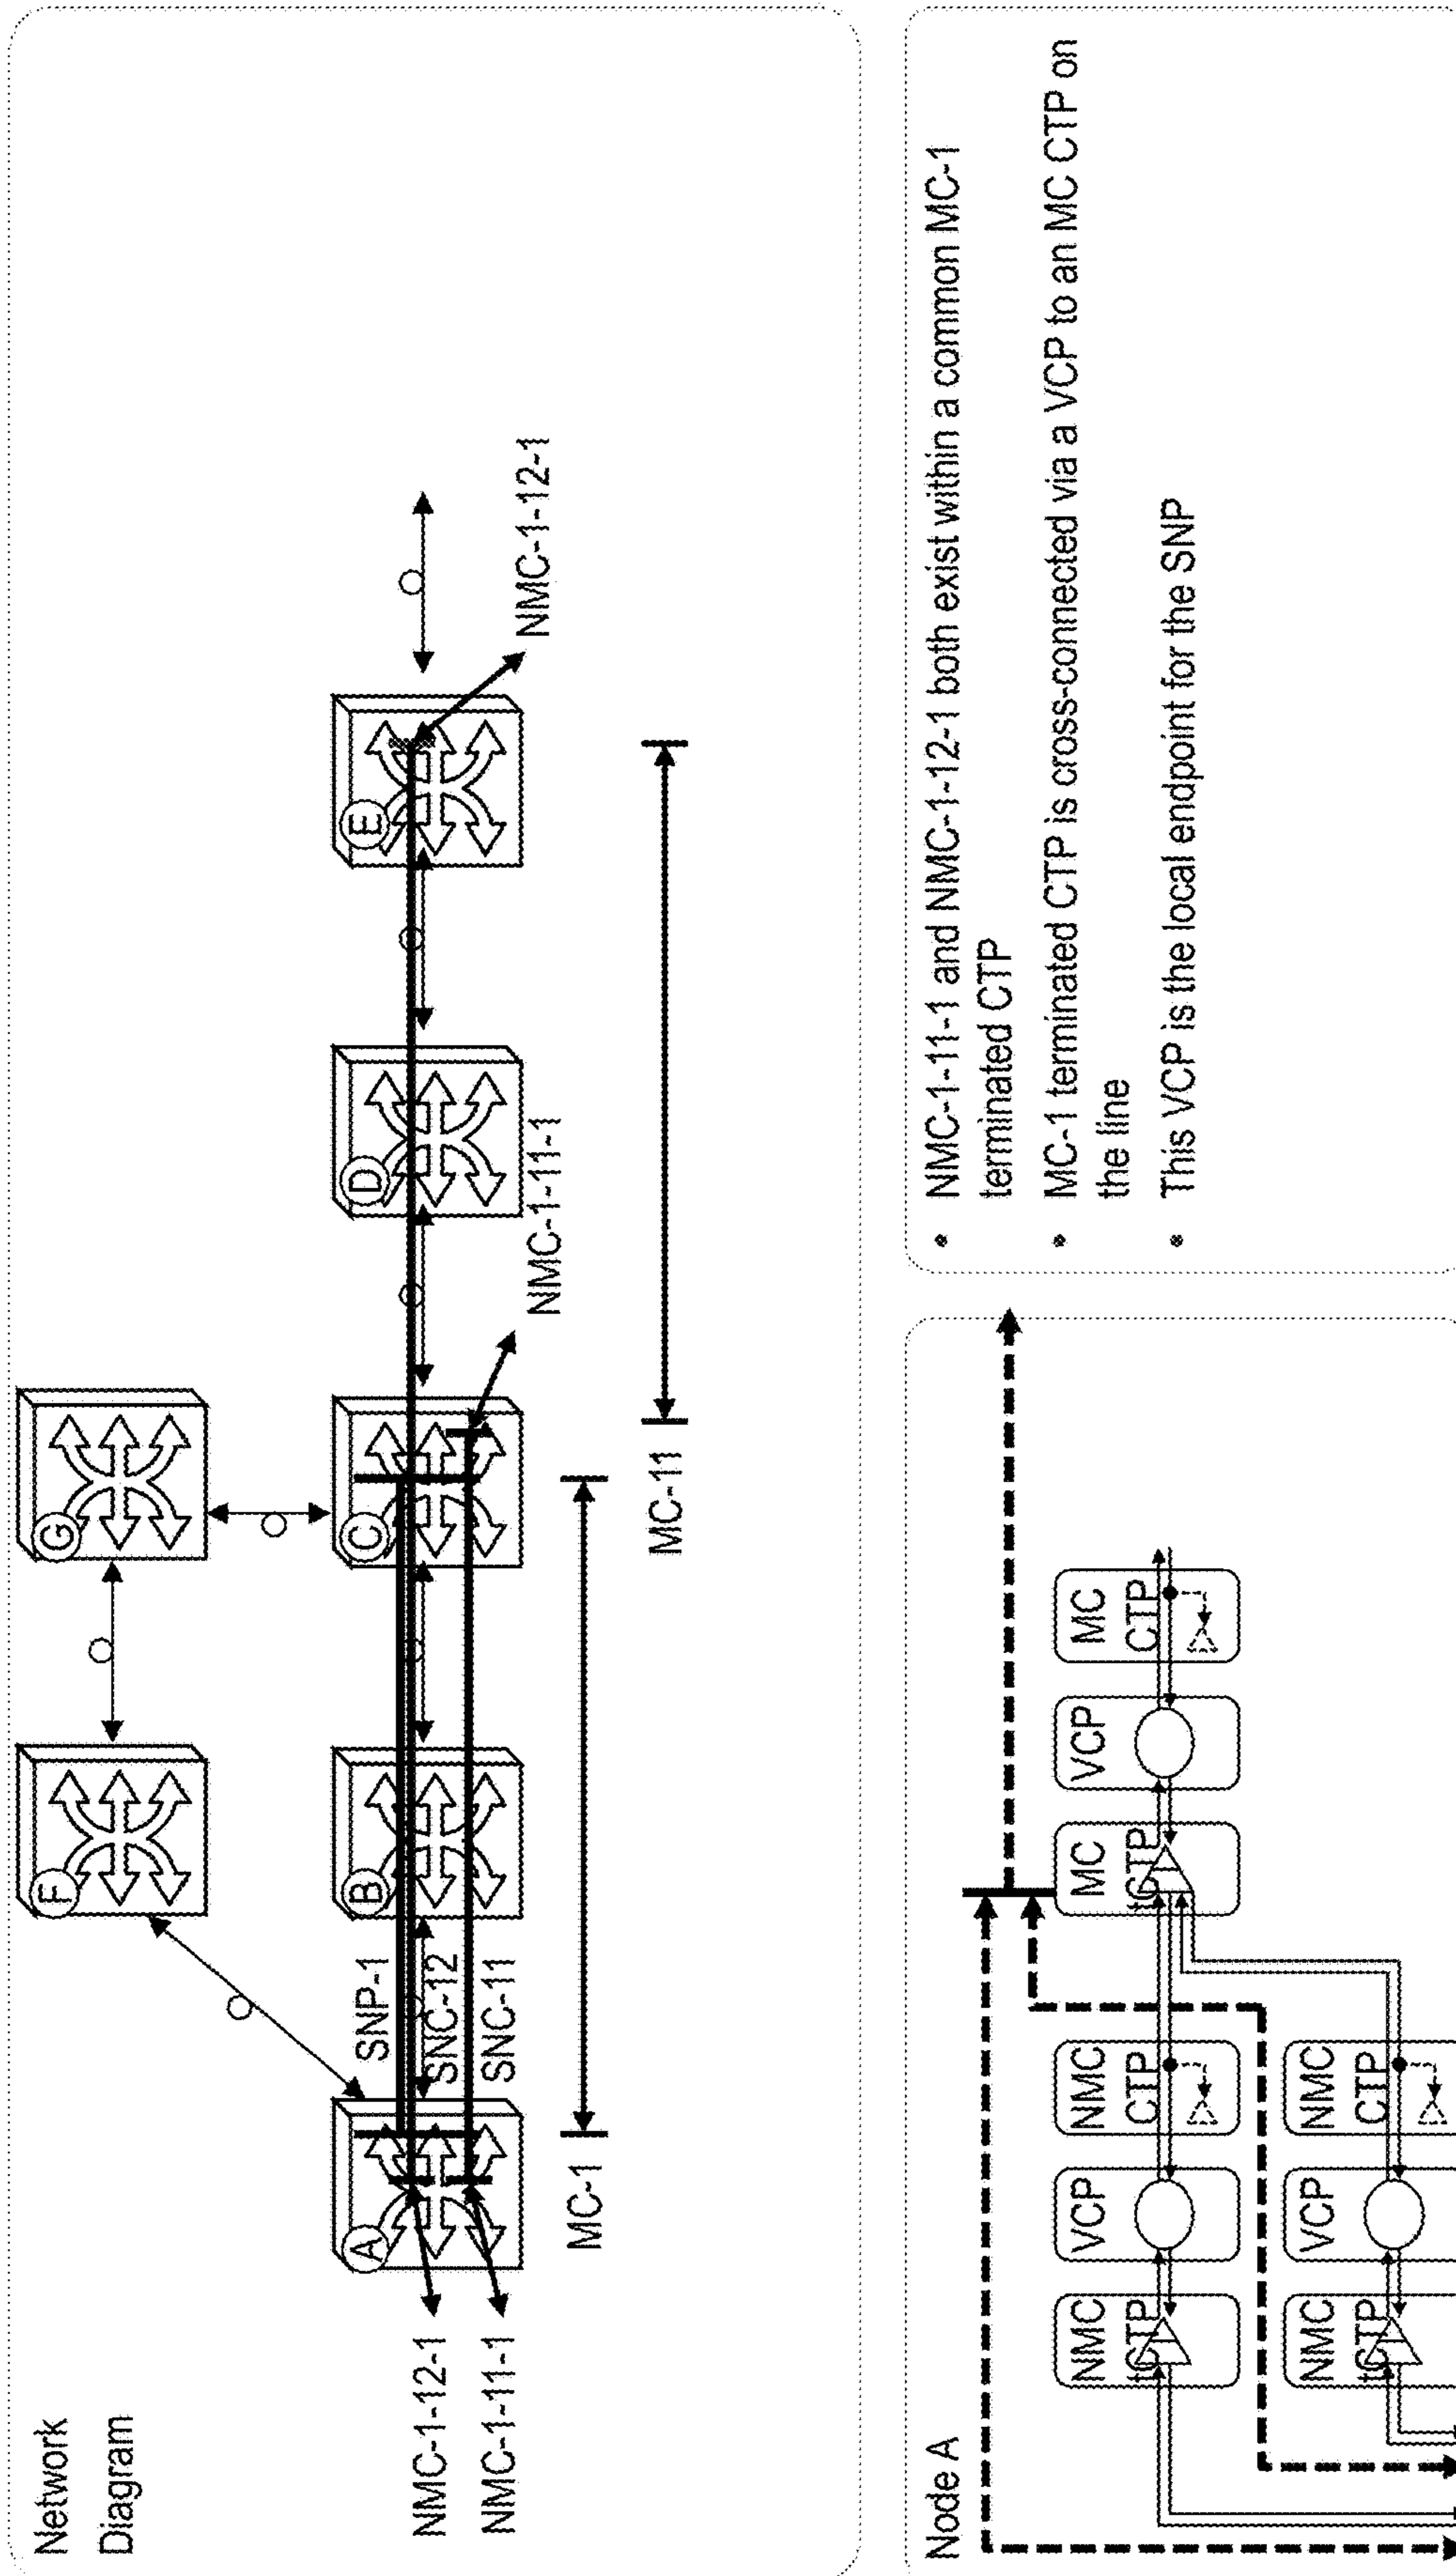 Network
Diagram
F
G
A
B
C
D
E
SNP-1
SNC-12
SNC-11
NMC-1-12-1
NMC-1-11-1
NMC-1-11-1
NMC-1-12-1
MC-1
MC-11
Node A
NMC
tCTP
VCP
NMC
CTP
MC
tCTP
VCP
MC
CTP
NMC
tCTP
VCP
NMC
CTP
• NMC-1-11-1 and NMC-1-12-1 both exist within a common MC-1
terminated CTP
• MC-1 terminated CTP is cross-connected via a VCP to an MC CTP on
the line
• This VCP is the local endpoint for the SNP